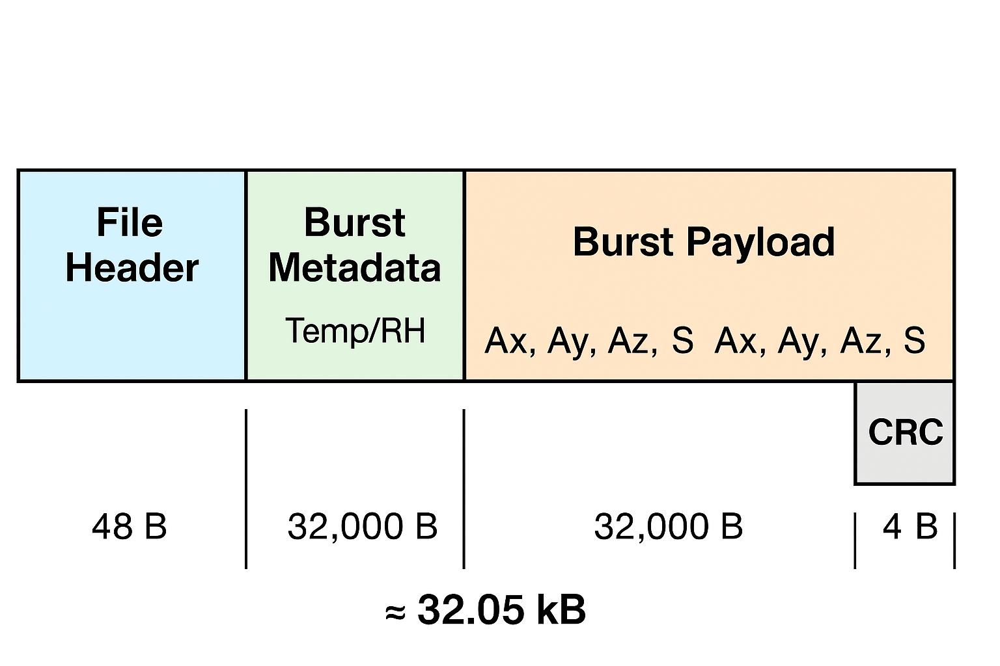 File
Header
Burst
Metadata
Temp/RH
Burst Payload
Ax, Ay, Az, S Ax, Ay, Az, S
CRC
48 B
32,000 B
32,000 B
4 B
≈ 32.05 kB